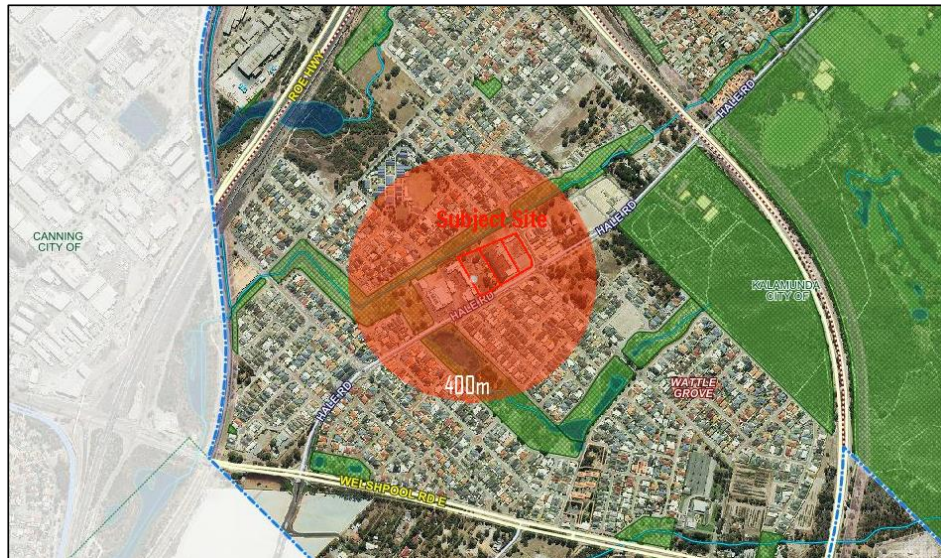 ROE HWY
HALE RD
Subject Site
HALE RD
CANNING
CITY OF
KALAMUNDA
CITY OF
HALE RD
400m
WATTLE
GROVE
HALE RD
WELSHPOOL RD E